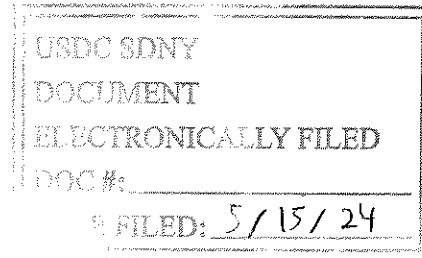 USDC SDNY
DOCUMENT
ELECTRONICALLY FILED
DOC #:
FILED: 5/15/24